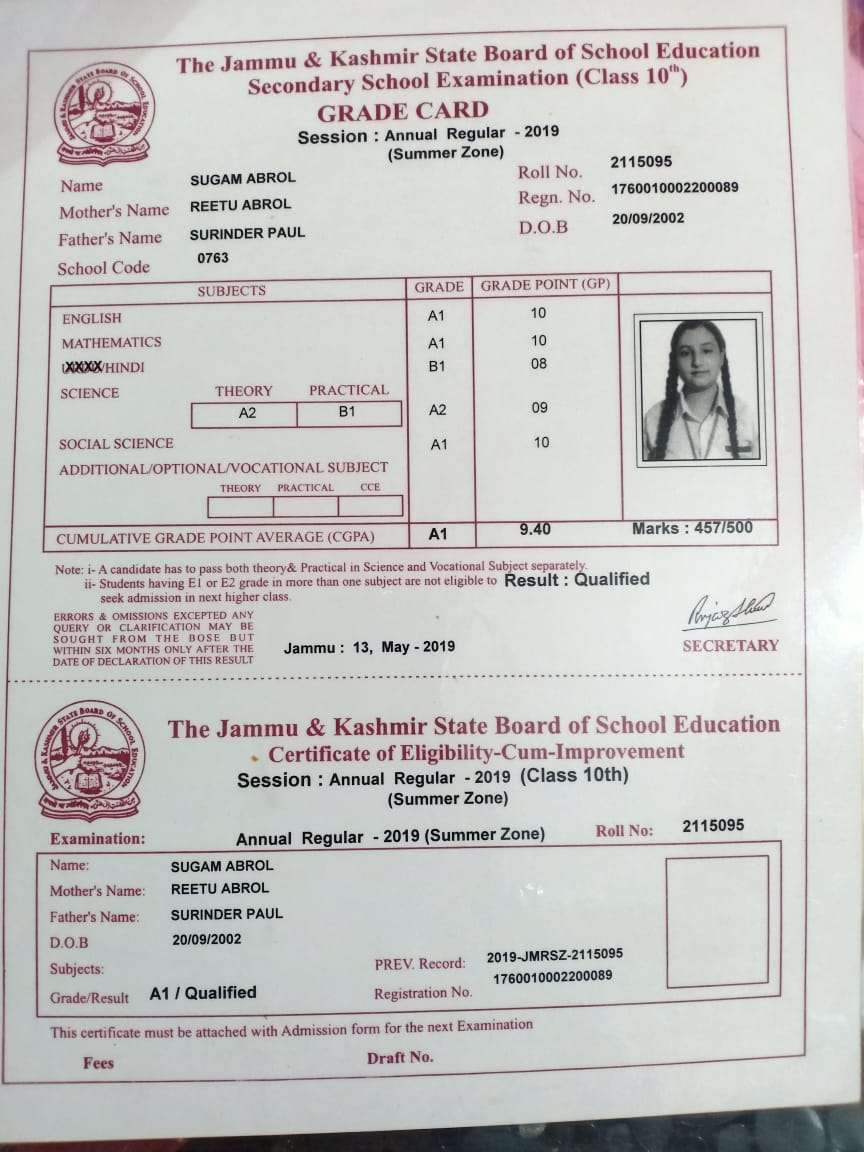 The Jammu & Kashmir State Board of School Education
Secondary School Examination (Class 10th)
GRADE CARD
Session : Annual Regular - 2019
(Summer Zone)
Name SUGAM ABROL Roll No. 2115095
Mother's Name REETU ABROL Regn. No. 1760010002200089
Father's Name SURINDER PAUL D.O.B 20/09/2002
School Code 0763
SUBJECTS GRADE GRADE POINT (GP)
ENGLISH A1 10
MATHEMATICS A1 10
XXXX/HINDI B1 08
SCIENCE THEORY PRACTICAL
A2 B1 A2 09
SOCIAL SCIENCE A1 10
ADDITIONAL/OPTIONAL/VOCATIONAL SUBJECT
THEORY PRACTICAL CCE
CUMULATIVE GRADE POINT AVERAGE (CGPA) A1 9.40 Marks : 457/500
Note: i- A candidate has to pass both theory& Practical in Science and Vocational Subject separately.
ii- Students having E1 or E2 grade in more than one subject are not eligible to Result : Qualified
seek admission in next higher class.
ERRORS & OMISSIONS EXCEPTED ANY
QUERY OR CLARIFICATION MAY BE
SOUGHT FROM THE BOSE BUT
WITHIN SIX MONTHS ONLY AFTER THE
DATE OF DECLARATION OF THIS RESULT
Jammu : 13, May - 2019
SECRETARY
JAMMU & KASHMIR STATE BOARD OF SCHOOL EDUCATION
The Jammu & Kashmir State Board of School Education
Certificate of Eligibility-Cum-Improvement
Session : Annual Regular - 2019 (Class 10th)
(Summer Zone)
Examination: Annual Regular - 2019 (Summer Zone) Roll No: 2115095
Name: SUGAM ABROL
Mother's Name: REETU ABROL
Father's Name: SURINDER PAUL
D.O.B 20/09/2002
Subjects: PREV. Record: 2019-JMRSZ-2115095
Grade/Result A1 / Qualified Registration No. 1760010002200089
This certificate must be attached with Admission form for the next Examination
Fees Draft No.